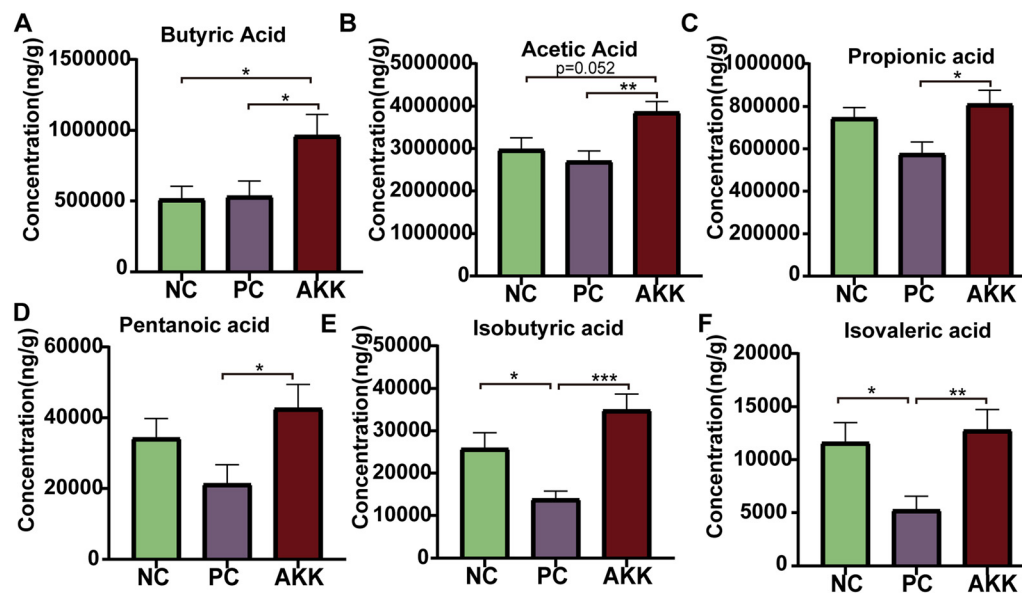 A
Butyric Acid
Concentration(ng/g)
1500000
1000000
500000
0
*
*
NC PC AKK
B
Acetic Acid
p=0.052
**
Concentration(ng/g)
5000000
4000000
3000000
2000000
1000000
0
NC PC AKK
C
Propionic acid
*
Concentration(ng/g)
1000000
800000
600000
400000
200000
0
NC PC AKK
D
Pentanoic acid
*
Concentration(ng/g)
60000
40000
20000
0
NC PC AKK
E
Isobutyric acid
* ***
Concentration(ng/g)
50000
40000
30000
20000
10000
0
NC PC AKK
F
Isovaleric acid
* **
Concentration(ng/g)
20000
15000
10000
5000
0
NC PC AKK